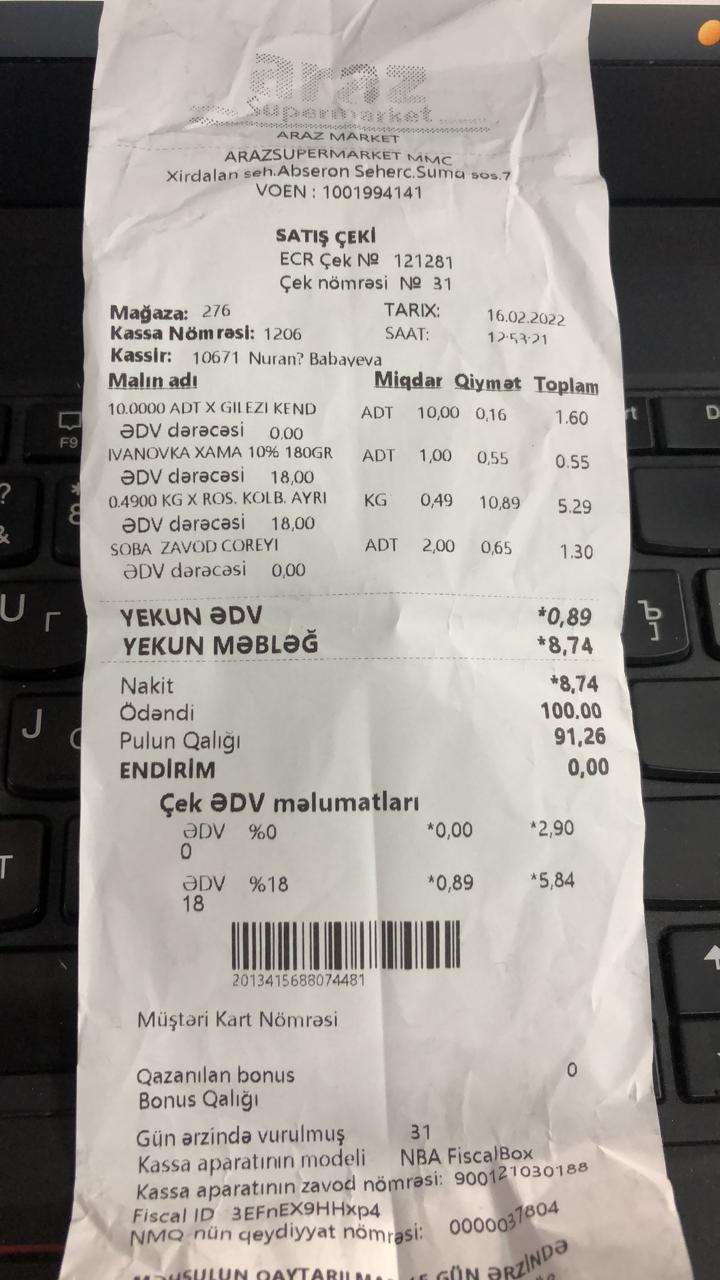 araz
Supermarket
ARAZ MARKET
ARAZSUPERMARKET MMC
Xirdalan seh.Abseron Seherc.Suma sos.7
VOEN : 1001994141
SATIŞ ÇEKİ
ECR Çek № 121281
Çek nömrəsi № 31
Mağaza: 276 TARIX: 16.02.2022
Kassa Nömrəsi: 1206 SAAT: 12:53:21
Kassir: 10671 Nuran? Babayeva
Malın adı Miqdar Qiymət Toplam
10.0000 ADT X GILEZI KEND ADT 10,00 0,16 1.60
ƏDV dərəcəsi 0.00
IVANOVKA XAMA 10% 180GR ADT 1,00 0,55 0.55
ƏDV dərəcəsi 18,00
0.4900 KG X ROS. KOLB. AYRI KG 0,49 10,89 5.29
ƏDV dərəcəsi 18,00
SOBA ZAVOD COREYI ADT 2,00 0,65 1.30
ƏDV dərəcəsi 0,00
YEKUN ƏDV *0,89
YEKUN MƏBLƏĞ *8,74
Nakit *8,74
Ödəndi 100.00
Pulun Qalığı 91,26
ENDİRİM 0,00
Çek ƏDV məlumatları
ƏDV %0 *0,00 *2,90
0
ƏDV %18 *0,89 *5,84
18
2013415688074481
Müştəri Kart Nömrəsi
Qazanılan bonus 0
Bonus Qalığı
Gün ərzində vurulmuş 31
Kassa aparatının modeli NBA FiscalBox
Kassa aparatının zavod nömrəsi: 900121030188
Fiscal ID 3EFnEX9HHxp4
NMQ nün qeydiyyat nömrəsi: 0000037804
GÜN ƏRZİNDƏ